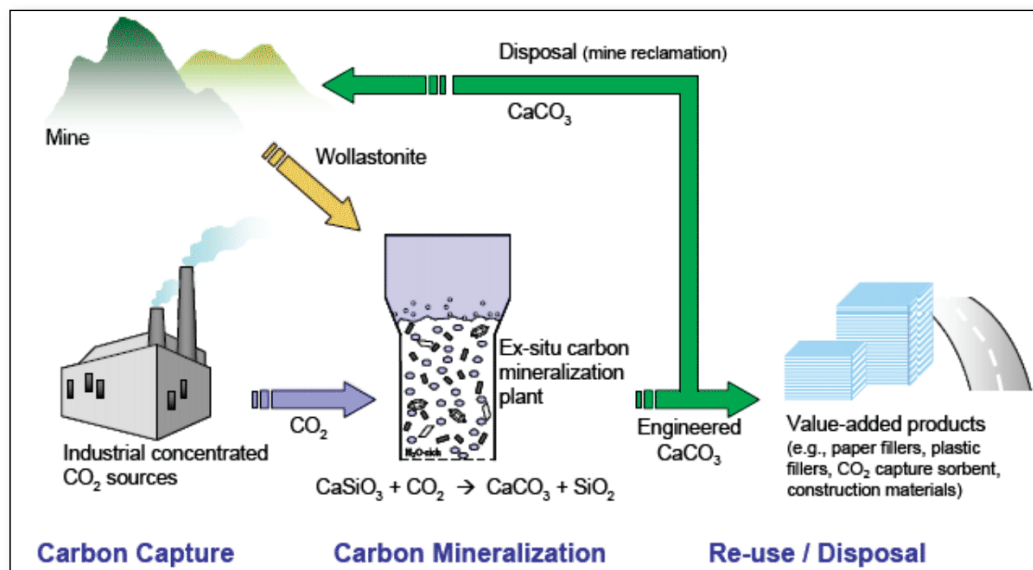 Disposal (mine reclamation)
CaCO₃
Mine
Wollastonite
Ex-situ carbon
mineralization
plant
CO₂
Engineered
CaCO₃
Industrial concentrated
CO₂ sources
H₂O-rich
CaSiO₃ + CO₂ → CaCO₃ + SiO₂
Value-added products
(e.g., paper fillers, plastic
fillers, CO₂ capture sorbent,
construction materials)
Carbon Capture
Carbon Mineralization
Re-use / Disposal